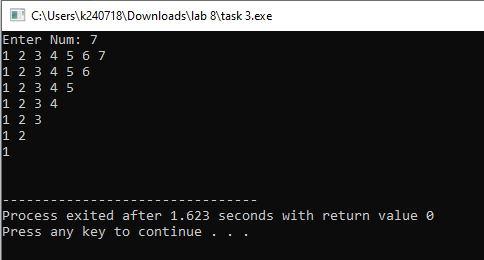 C:\Users\k240718\Downloads\lab 8\task 3.exe
Enter Num: 7
1 2 3 4 5 6 7
1 2 3 4 5 6
1 2 3 4 5
1 2 3 4
1 2 3
1 2
1
--------------------------------
Process exited after 1.623 seconds with return value 0
Press any key to continue . . .